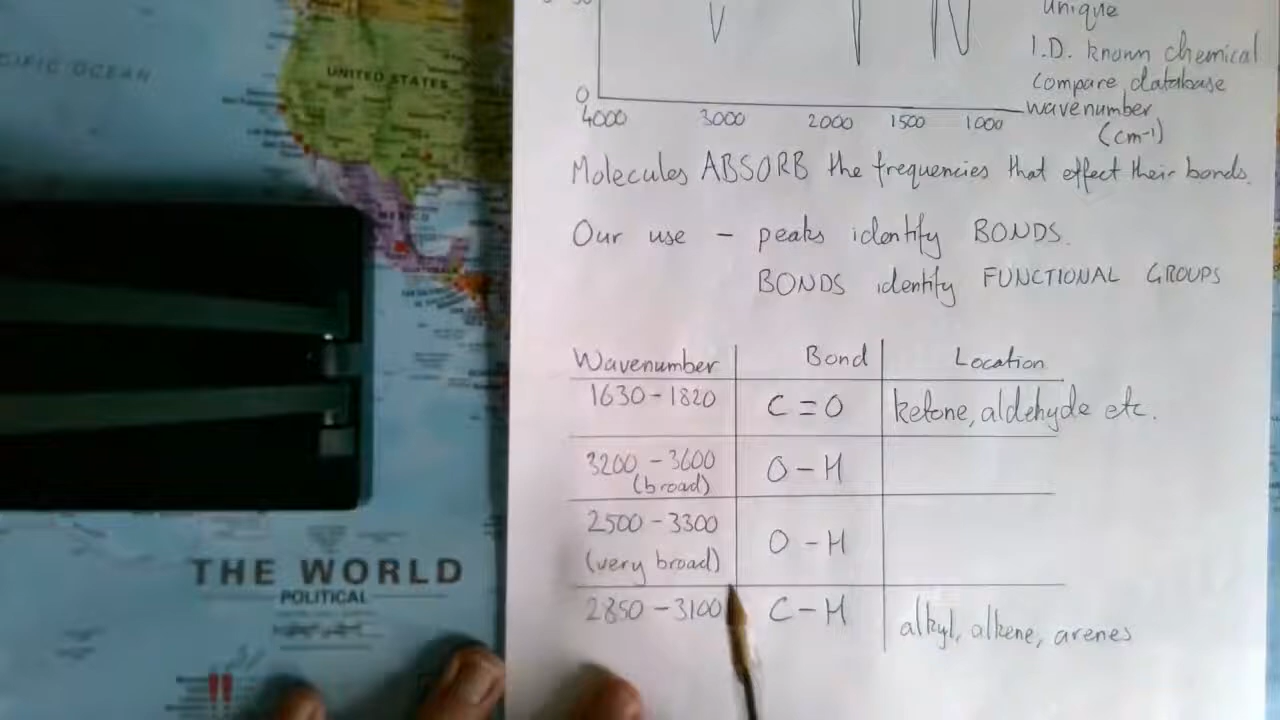 CIFIC OCEAN
UNITED STATES
MEXICO
THE WORLD
POLITICAL
unique
I.D. known chemical
compare database
0
4000 3000 2000 1500 1000
wavenumber
(cm⁻¹)
Molecules ABSORB the frequencies that effect their bonds.
Our use – peaks identify BONDS.
BONDS identify FUNCTIONAL GROUPS
Wavenumber Bond Location
1630 – 1820 C = O ketone, aldehyde etc.
3200 – 3600 O – H
(broad)
2500 – 3300 O – H
(very broad)
2850 – 3100 C – H alkyl, alkene, arenes